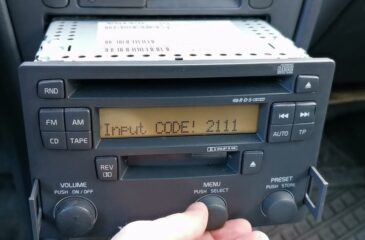 RND
R·D·S
FM AM
CD TAPE
Input CODE! 2111
AUTO TP
REV
VOLUME
PUSH ON / OFF
MENU
PUSH SELECT
PRESET
PUSH STORE